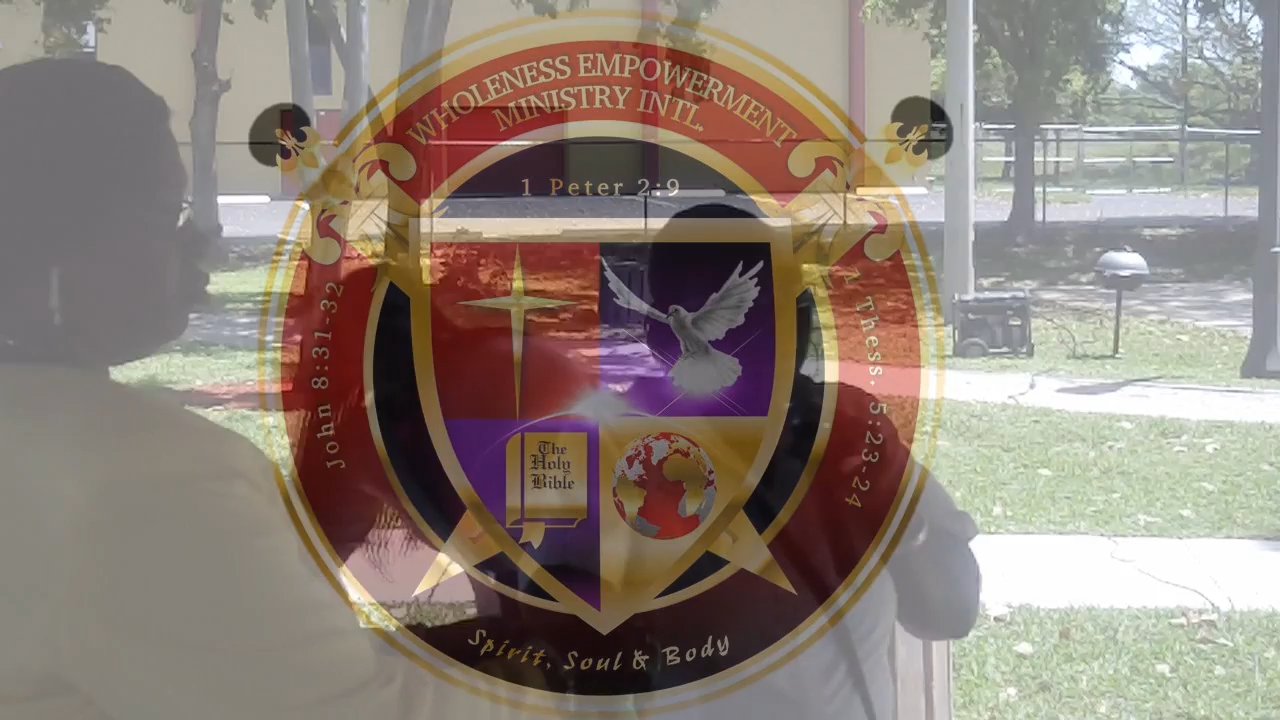 WHOLENESS EMPOWERMENT
MINISTRY INTL.
1 Peter 2:9
John 8:31-32
1 Thess. 5:23-24
The
Holy
Bible
Spirit, Soul & Body